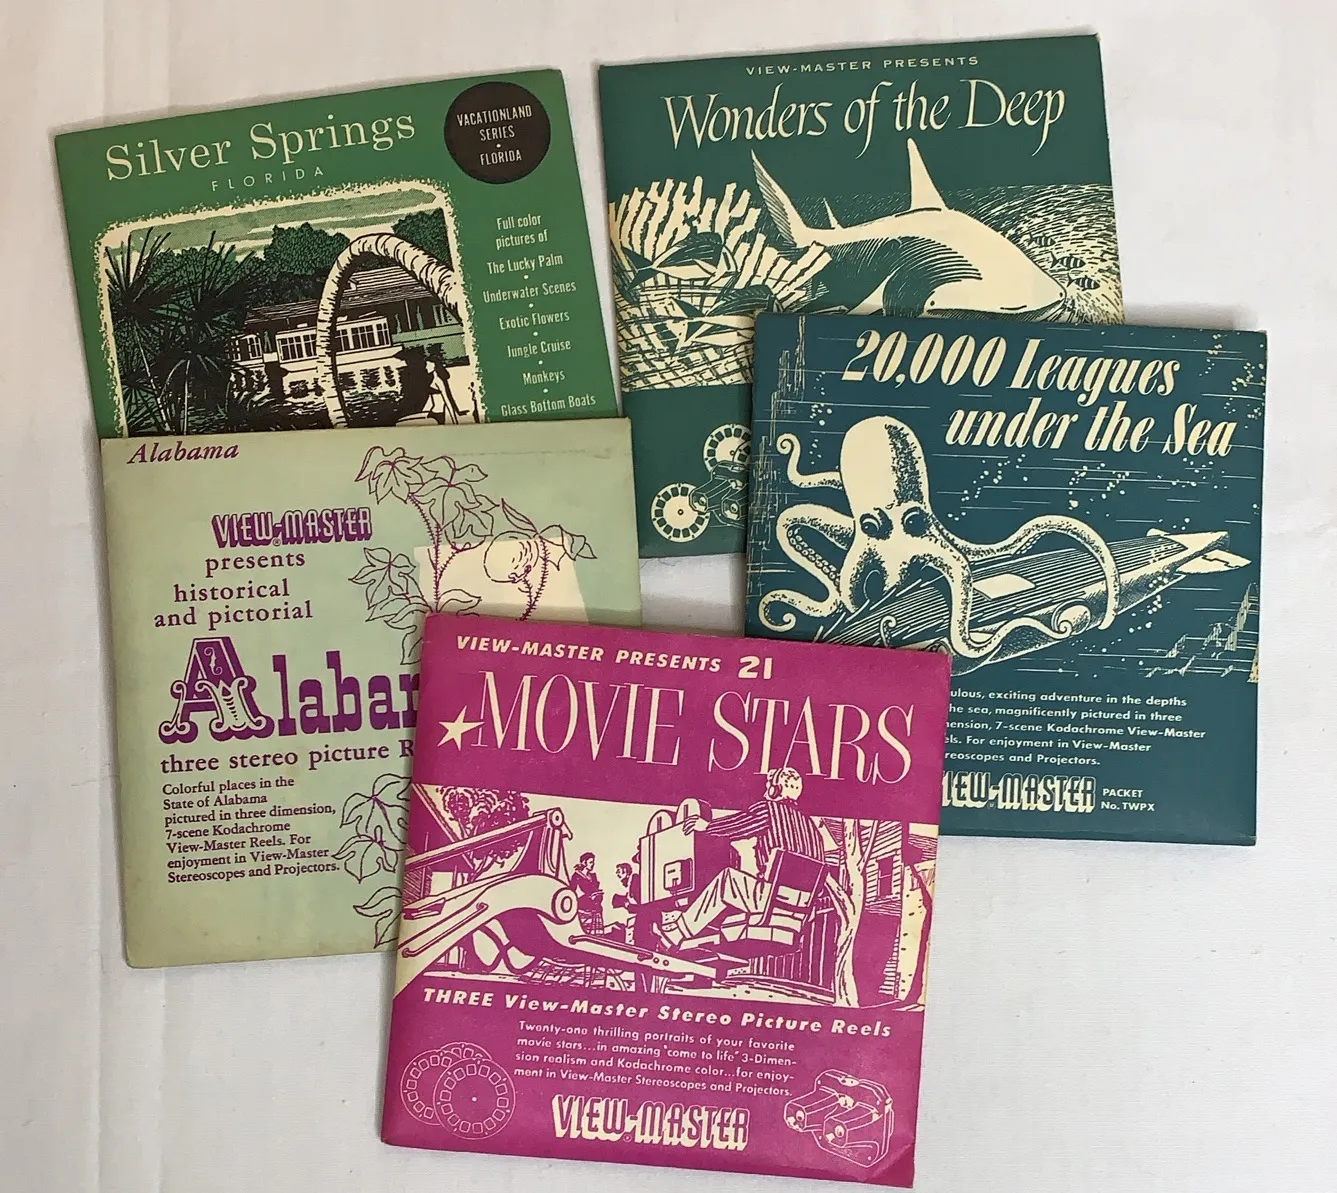 Silver Springs
FLORIDA
VACATIONLAND
SERIES
•
FLORIDA
Full color
pictures of
The Lucky Palm
•
Underwater Scenes
•
Exotic Flowers
•
Jungle Cruise
•
Monkeys
•
Glass Bottom Boats
VIEW-MASTER PRESENTS
Wonders of the Deep
20,000 Leagues
under the Sea
ulous, exciting adventure in the depths
he sea, magnificently pictured in three
ension, 7-scene Kodachrome View-Master
els. For enjoyment in View-Master
reoscopes and Projectors.
IEW-MASTER PACKET
No. TWPX
Alabama
VIEW-MASTER
presents
historical
and pictorial
Alabam
three stereo picture R
Colorful places in the
State of Alabama
pictured in three dimension,
7-scene Kodachrome
View-Master Reels. For
enjoyment in View-Master
Stereoscopes and Projectors.
VIEW-MASTER PRESENTS 21
MOVIE STARS
THREE View-Master Stereo Picture Reels
Twenty-one thrilling portraits of your favorite
movie stars...in amazing "come to life" 3-Dimen-
sion realism and Kodachrome color...for enjoy-
ment in View-Master Stereoscopes and Projectors.
VIEW-MASTER